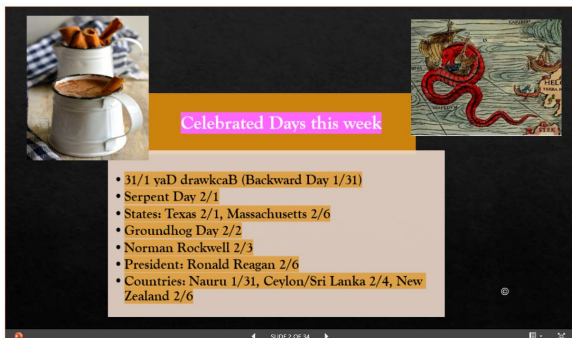 Celebrated Days this week
• 31/1 yaD drawkcaB (Backward Day 1/31)
• Serpent Day 2/1
• States: Texas 2/1, Massachusetts 2/6
• Groundhog Day 2/2
• Norman Rockwell 2/3
• President: Ronald Reagan 2/6
• Countries: Nauru 1/31, Ceylon/Sri Lanka 2/4, New
Zealand 2/6
©
SLIDE 2 OF 34